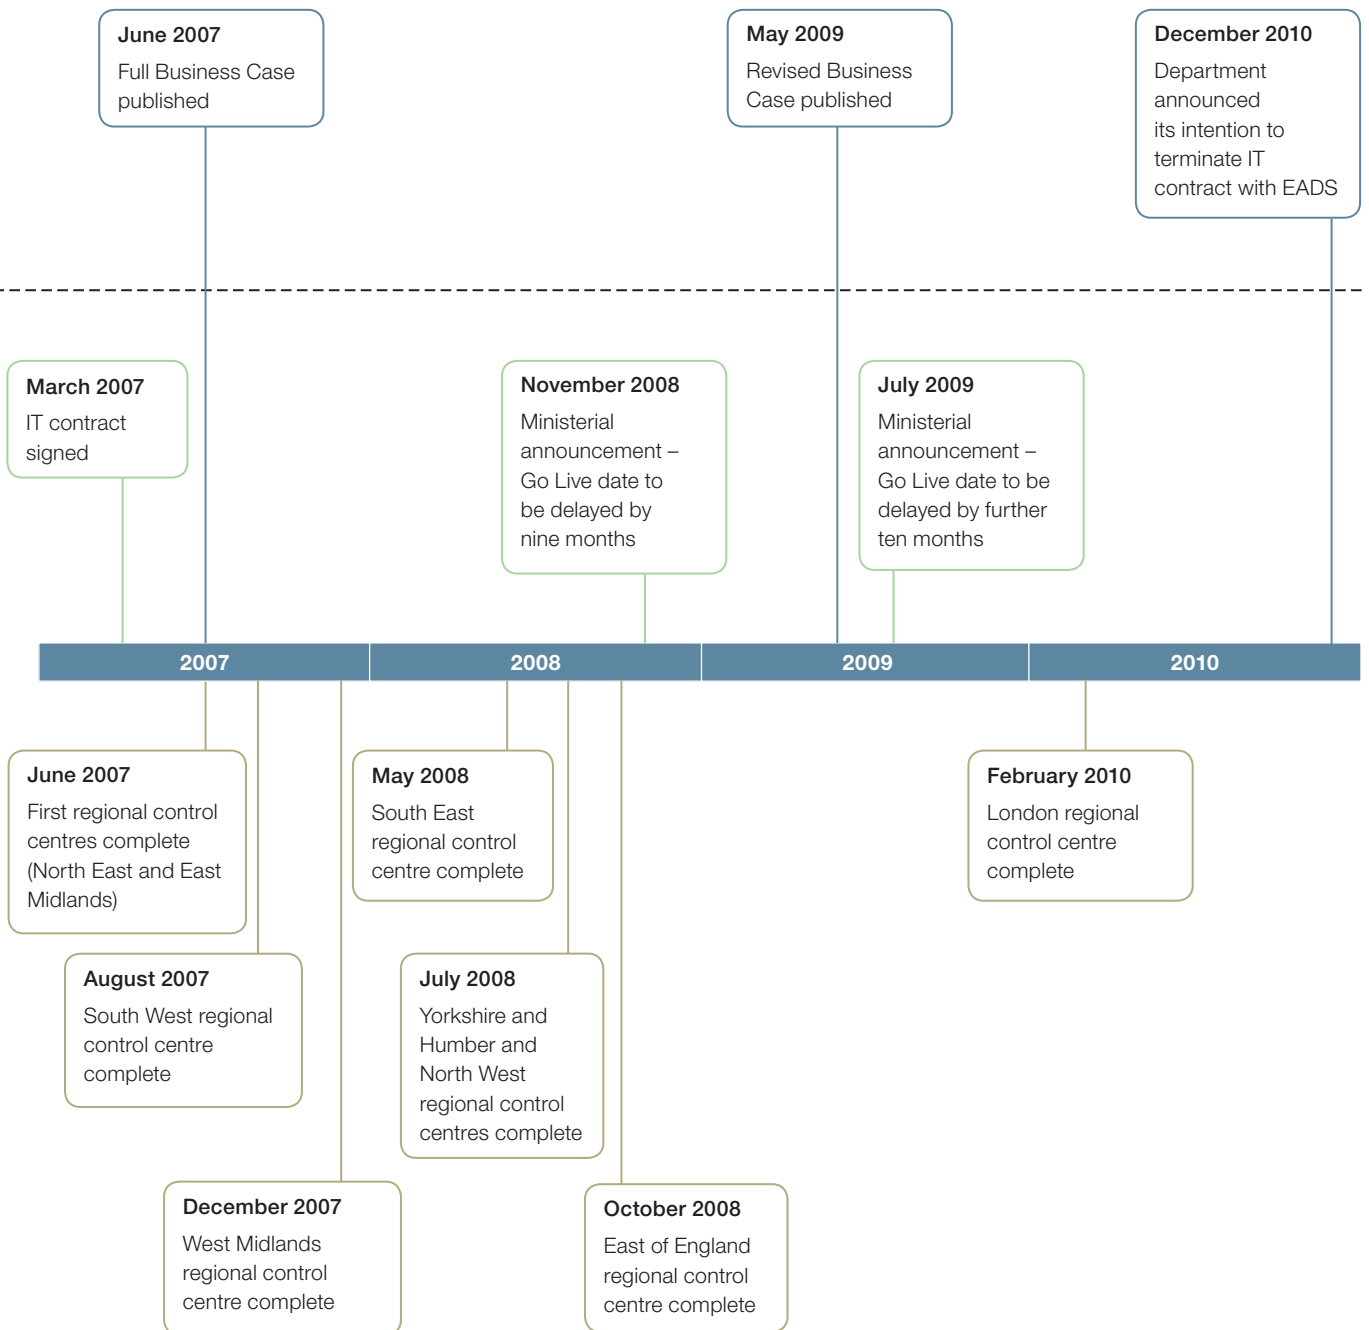 June 2007
Full Business Case
published
May 2009
Revised Business
Case published
December 2010
Department
announced
its intention to
terminate IT
contract with EADS
March 2007
IT contract
signed
November 2008
Ministerial
announcement –
Go Live date to
be delayed by
nine months
July 2009
Ministerial
announcement –
Go Live date to be
delayed by further
ten months
2007
2008
2009
2010
June 2007
First regional control
centres complete
(North East and East
Midlands)
May 2008
South East
regional control
centre complete
February 2010
London regional
control centre
complete
August 2007
South West regional
control centre
complete
July 2008
Yorkshire and
Humber and
North West
regional control
centres complete
December 2007
West Midlands
regional control
centre complete
October 2008
East of England
regional control
centre complete